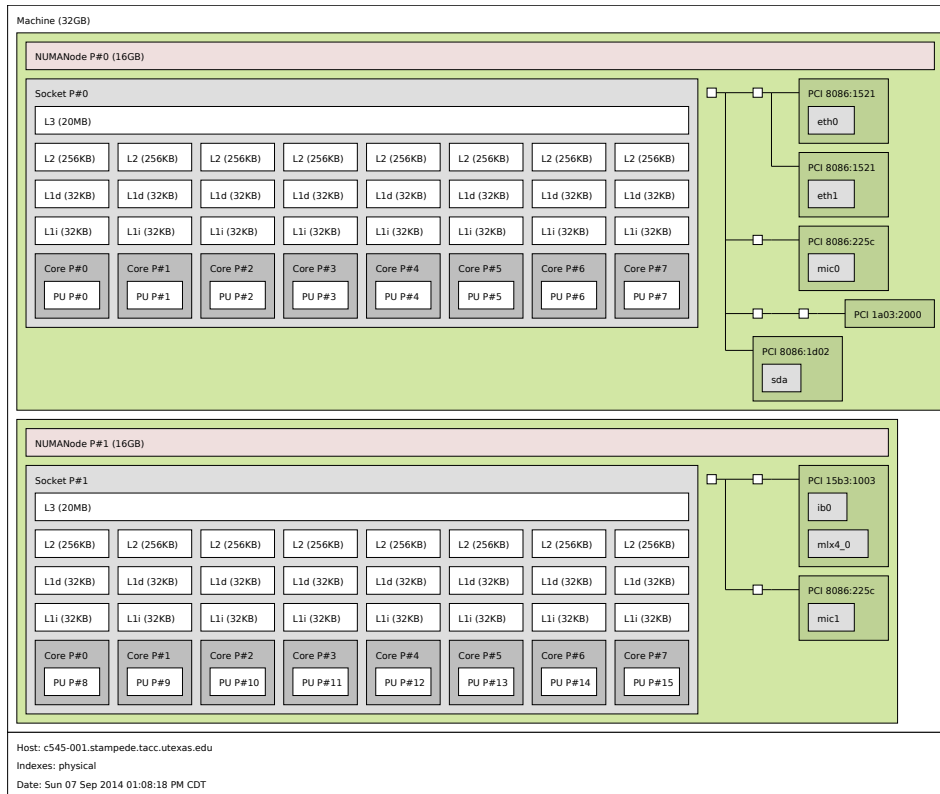 Machine (32GB)
NUMANode P#0 (16GB)
Socket P#0
L3 (20MB)
L2 (256KB) L2 (256KB) L2 (256KB) L2 (256KB) L2 (256KB) L2 (256KB) L2 (256KB) L2 (256KB)
L1d (32KB) L1d (32KB) L1d (32KB) L1d (32KB) L1d (32KB) L1d (32KB) L1d (32KB) L1d (32KB)
L1i (32KB) L1i (32KB) L1i (32KB) L1i (32KB) L1i (32KB) L1i (32KB) L1i (32KB) L1i (32KB)
Core P#0 Core P#1 Core P#2 Core P#3 Core P#4 Core P#5 Core P#6 Core P#7
PU P#0 PU P#1 PU P#2 PU P#3 PU P#4 PU P#5 PU P#6 PU P#7
PCI 8086:1521
eth0
PCI 8086:1521
eth1
PCI 8086:225c
mic0
PCI 1a03:2000
PCI 8086:1d02
sda
NUMANode P#1 (16GB)
Socket P#1
L3 (20MB)
L2 (256KB) L2 (256KB) L2 (256KB) L2 (256KB) L2 (256KB) L2 (256KB) L2 (256KB) L2 (256KB)
L1d (32KB) L1d (32KB) L1d (32KB) L1d (32KB) L1d (32KB) L1d (32KB) L1d (32KB) L1d (32KB)
L1i (32KB) L1i (32KB) L1i (32KB) L1i (32KB) L1i (32KB) L1i (32KB) L1i (32KB) L1i (32KB)
Core P#0 Core P#1 Core P#2 Core P#3 Core P#4 Core P#5 Core P#6 Core P#7
PU P#8 PU P#9 PU P#10 PU P#11 PU P#12 PU P#13 PU P#14 PU P#15
PCI 15b3:1003
ib0
mlx4_0
PCI 8086:225c
mic1
Host: c545-001.stampede.tacc.utexas.edu
Indexes: physical
Date: Sun 07 Sep 2014 01:08:18 PM CDT